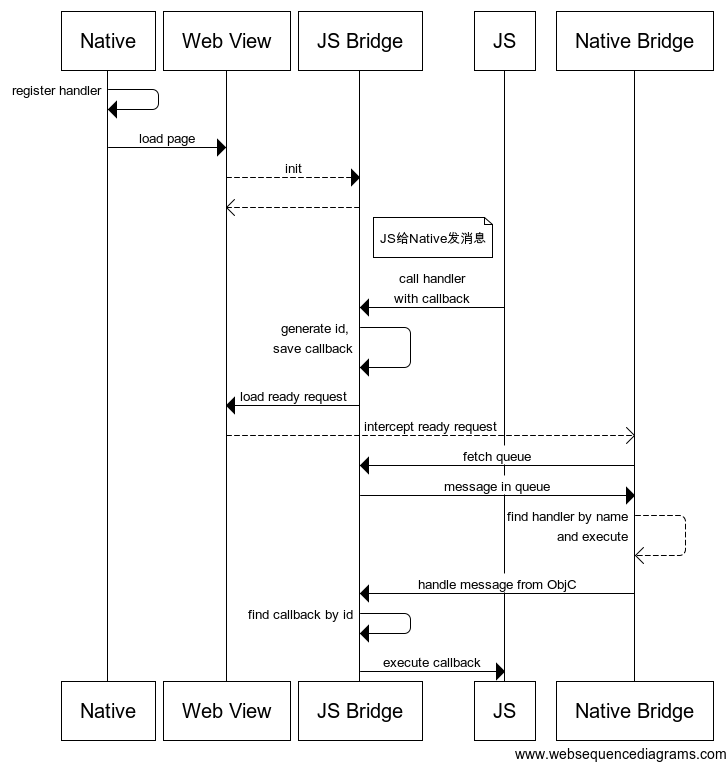 Native
Web View
JS Bridge
JS
Native Bridge
register handler
load page
init
JS给Native发消息
call handler
with callback
generate id,
save callback
load ready request
intercept ready request
fetch queue
message in queue
find handler by name
and execute
handle message from ObjC
find callback by id
execute callback
Native
Web View
JS Bridge
JS
Native Bridge
www.websequencediagrams.com